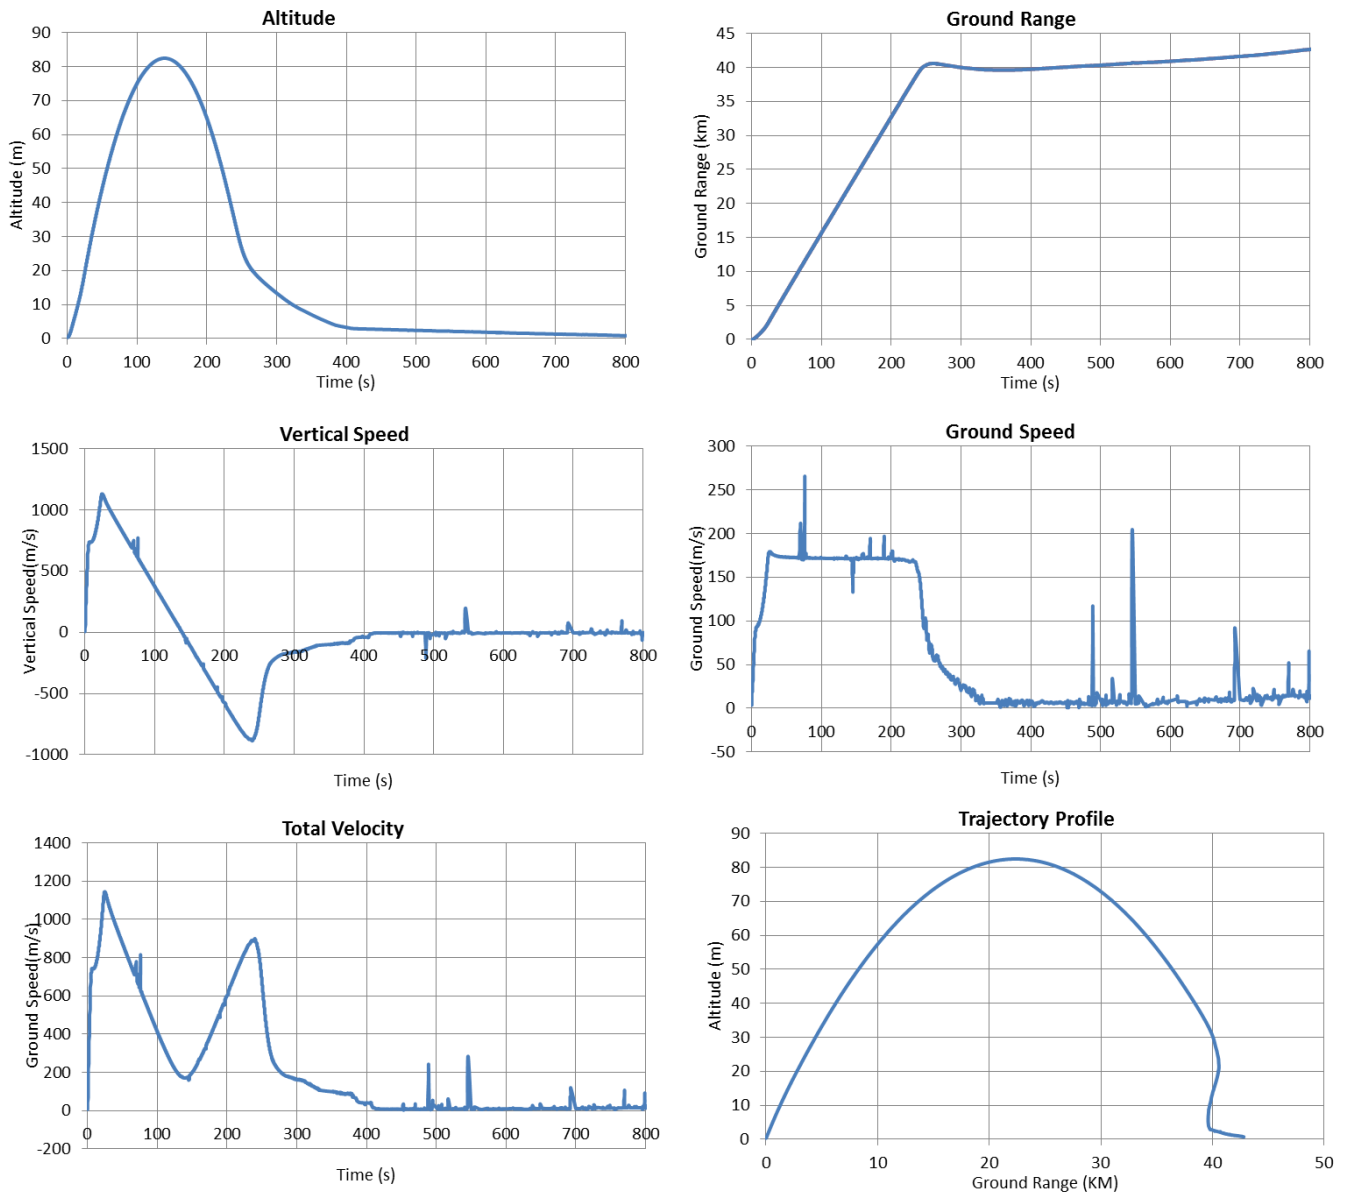 Altitude
90
80
70
60
50
40
30
20
10
0
Altitude (m)
0 100 200 300 400 500 600 700 800
Time (s)
Ground Range
45
40
35
30
25
20
15
10
5
0
Ground Range (km)
0 100 200 300 400 500 600 700 800
Time (s)
Vertical Speed
1500
1000
500
0
-500
-1000
Vertical Speed(m/s)
0 100 200 300 400 500 600 700 800
Time (s)
Ground Speed
300
250
200
150
100
50
0
-50
Ground Speed(m/s)
0 100 200 300 400 500 600 700 800
Time (s)
Total Velocity
1400
1200
1000
800
600
400
200
0
-200
Ground Speed(m/s)
0 100 200 300 400 500 600 700 800
Time (s)
Trajectory Profile
90
80
70
60
50
40
30
20
10
0
Altitude (m)
0 10 20 30 40 50
Ground Range (KM)